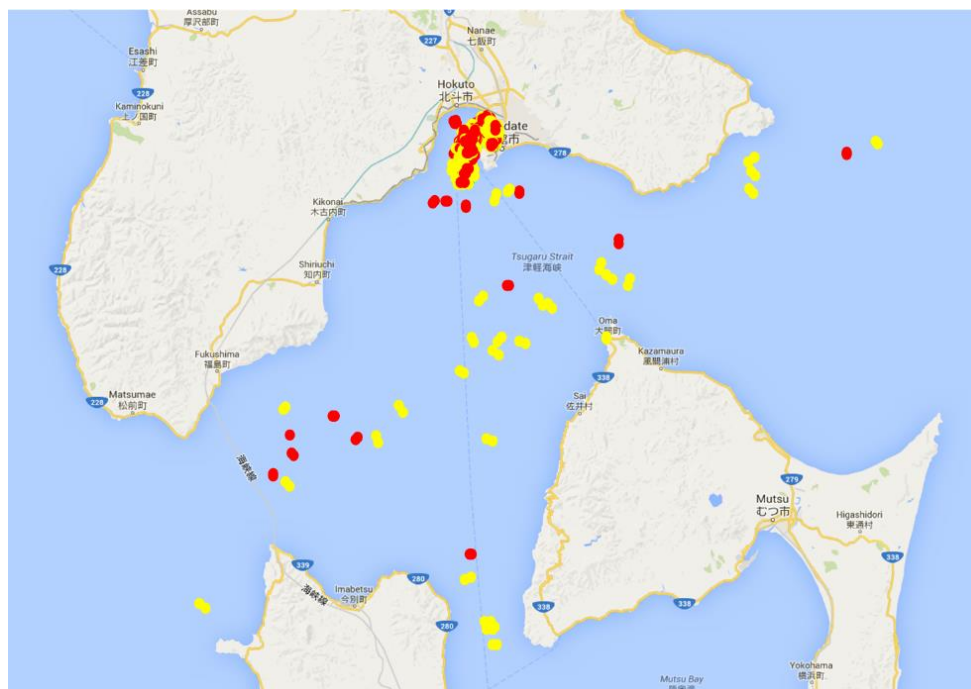 Assabu
厚沢部町
227
Nanae
七飯町
Esashi
江差町
228
Hokuto
北斗市
Kaminokuni
上ノ国町
date
278
Kikonai
木古内町
Tsugaru Strait
津軽海峡
228
Shiriuchi
知内町
Oma
大間町
Kazamaura
風間浦村
Fukushima
福島町
338
Matsumae
松前町
228
Sai
佐井村
海峡線
279
Mutsu
むつ市
Higashidori
東通村
338
339
Imabetsu
今別町
280
海峡線
338
338
280
Yokohama
横浜町
Mutsu Bay